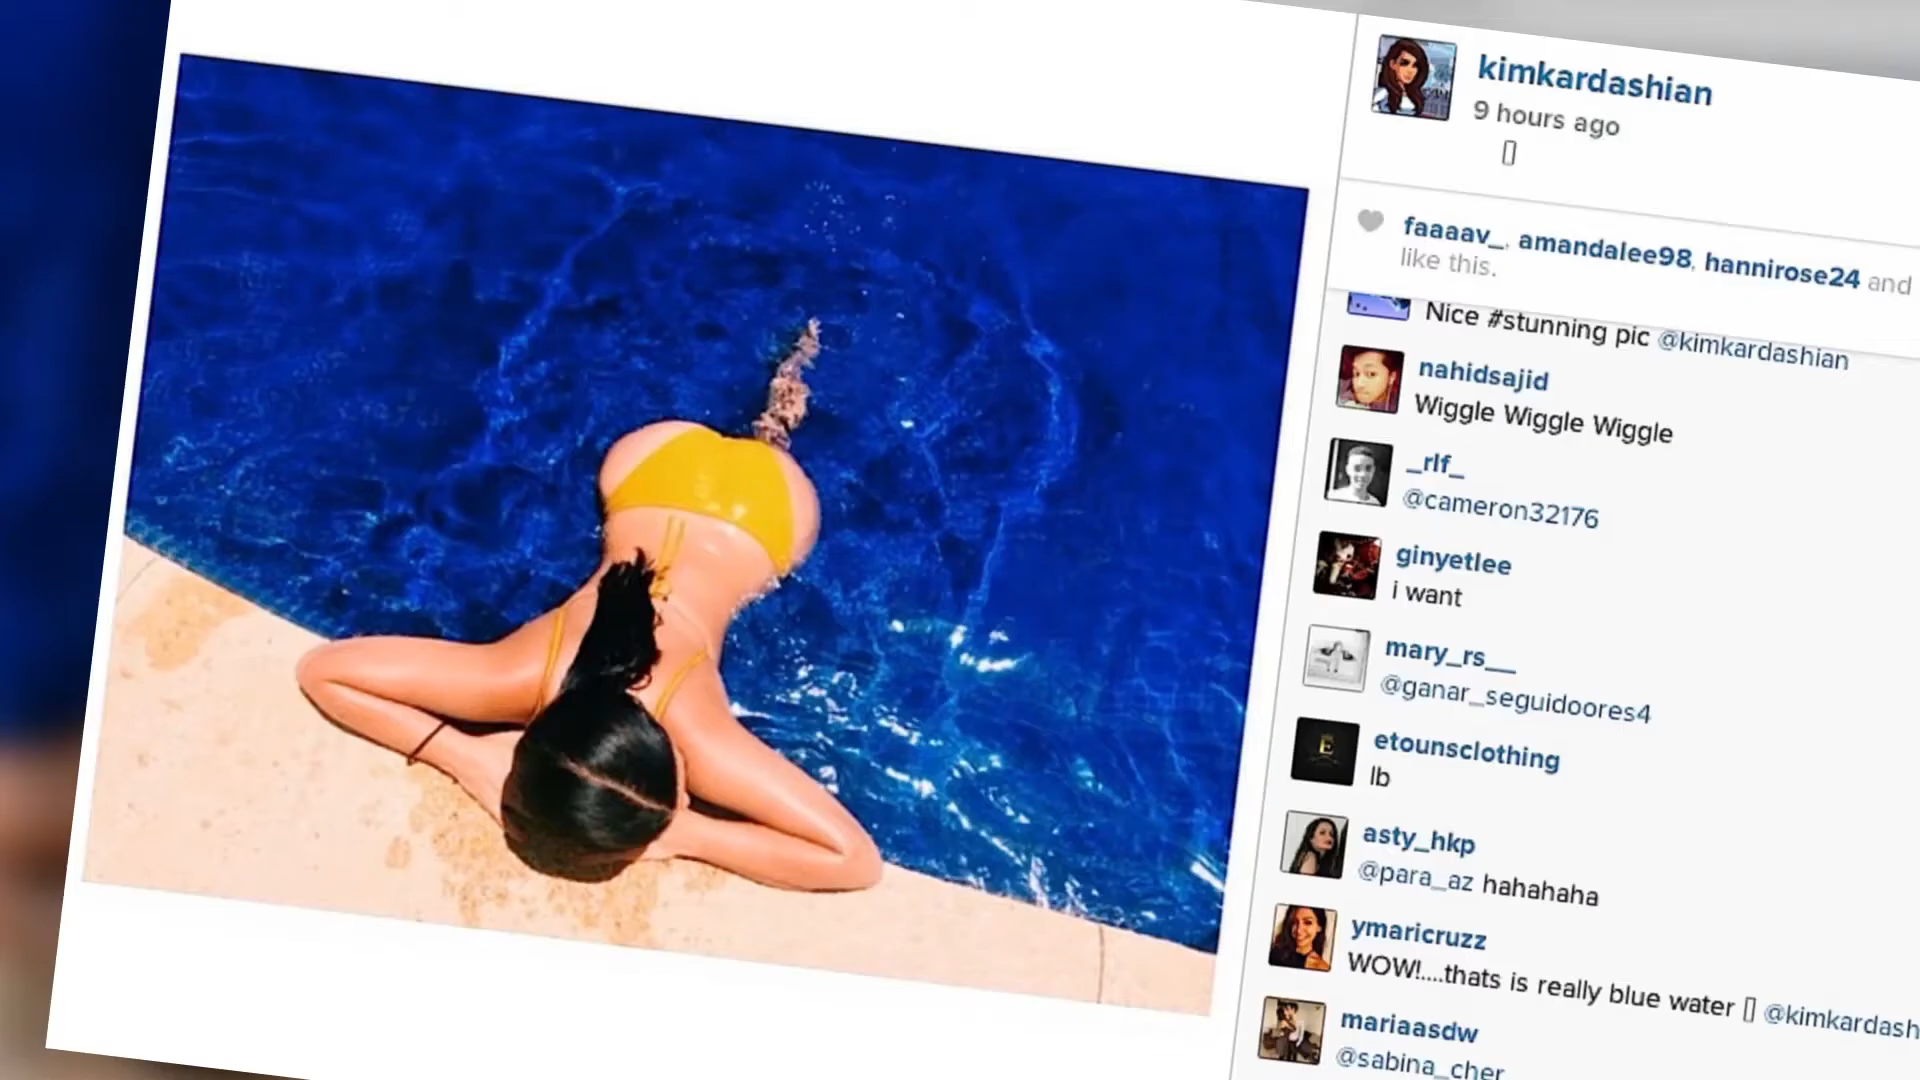 kimkardashian
9 hours ago
faaaav_, amandalee98, hannirose24 and
like this.
Nice #stunning pic @kimkardashian
nahidsajid
Wiggle Wiggle Wiggle
_rlf_
@cameron32176
ginyetlee
i want
mary_rs__
@ganar_seguidoores4
etounsclothing
lb
asty_hkp
@para_az hahahaha
ymaricruzz
WOW!....thats is really blue water @kimkardash
mariaasdw
@sabina_cher